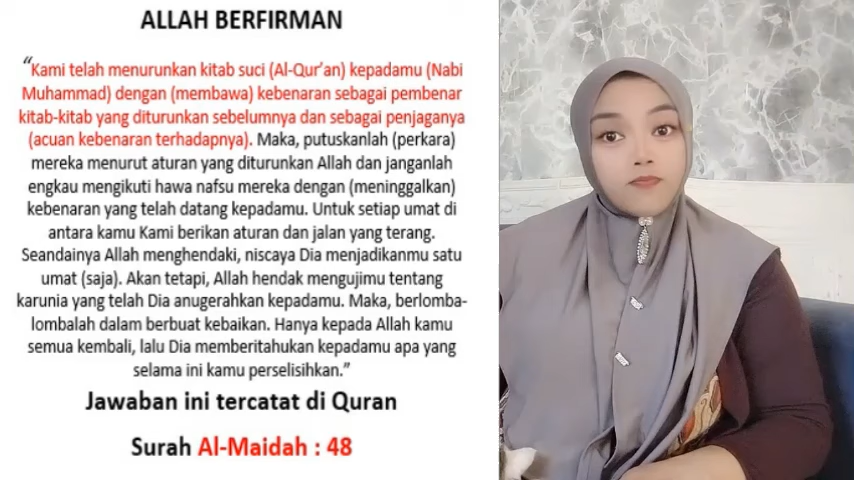 ALLAH BERFIRMAN
“Kami telah menurunkan kitab suci (Al-Qur’an) kepadamu (Nabi
Muhammad) dengan (membawa) kebenaran sebagai pembenar
kitab-kitab yang diturunkan sebelumnya dan sebagai penjaganya
(acuan kebenaran terhadapnya). Maka, putuskanlah (perkara)
mereka menurut aturan yang diturunkan Allah dan janganlah
engkau mengikuti hawa nafsu mereka dengan (meninggalkan)
kebenaran yang telah datang kepadamu. Untuk setiap umat di
antara kamu Kami berikan aturan dan jalan yang terang.
Seandainya Allah menghendaki, niscaya Dia menjadikanmu satu
umat (saja). Akan tetapi, Allah hendak mengujimu tentang
karunia yang telah Dia anugerahkan kepadamu. Maka, berlomba-
lombalah dalam berbuat kebaikan. Hanya kepada Allah kamu
semua kembali, lalu Dia memberitahukan kepadamu apa yang
selama ini kamu perselisihkan.”
Jawaban ini tercatat di Quran
Surah Al-Maidah : 48